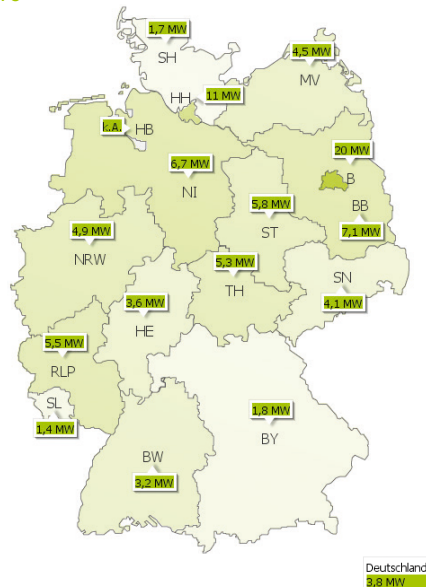 1,7 MW
SH
4,5 MW
MV
HH
11 MW
k.A.
HB
20 MW
B
6,7 MW
NI
5,8 MW
ST
BB
7,1 MW
4,9 MW
NRW
5,3 MW
TH
SN
4,1 MW
3,6 MW
HE
5,5 MW
RLP
SL
1,4 MW
1,8 MW
BY
BW
3,2 MW
Deutschland
3,8 MW